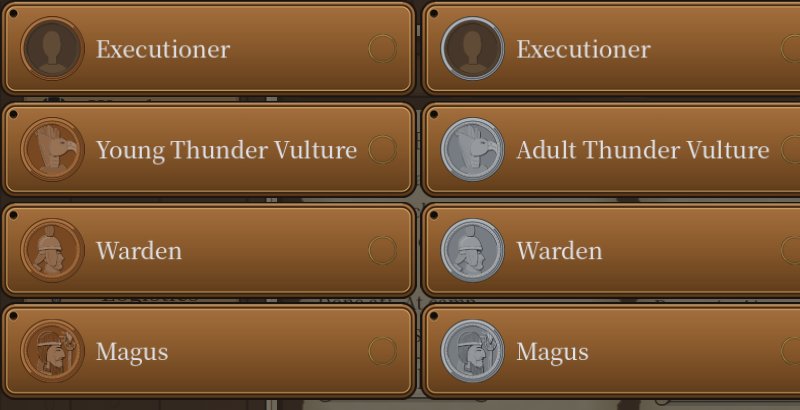 Executioner
Executioner
Young Thunder Vulture
Adult Thunder Vulture
Warden
Warden
Magus
Magus